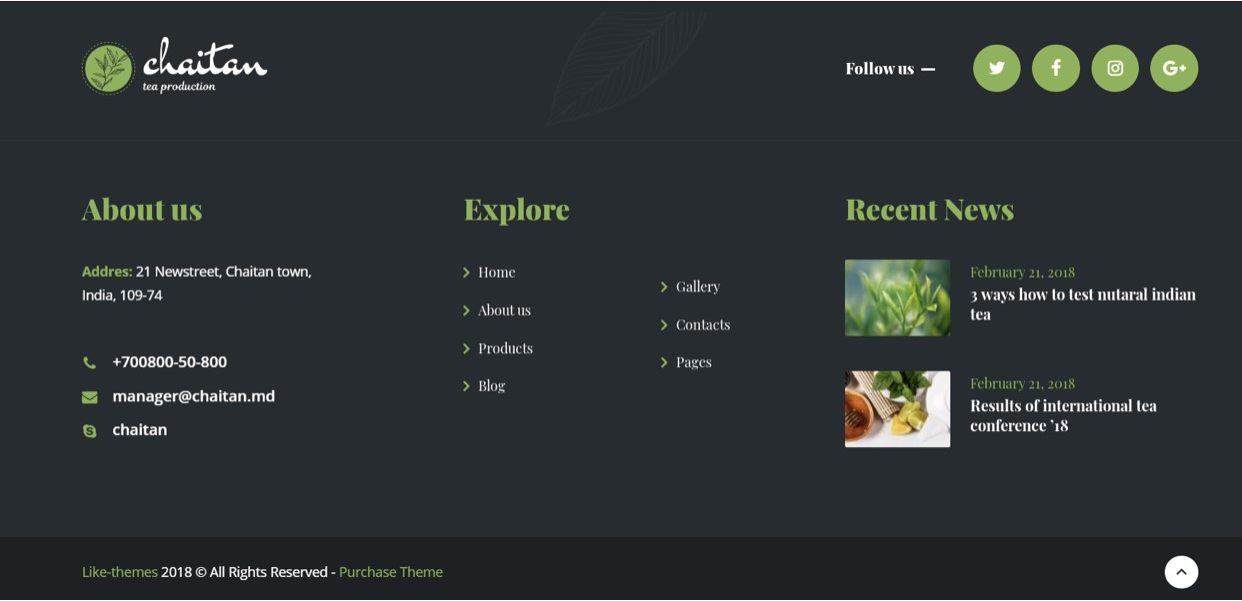 chaitan
tea production
Follow us
About us
Addres: 21 Newstreet, Chaitan town,
India, 109-74
+700800-50-800
manager@chaitan.md
chaitan
Explore
Home
About us
Products
Blog
Gallery
Contacts
Pages
Recent News
February 21, 2018
3 ways how to test nutaral indian
tea
February 21, 2018
Results of international tea
conference '18
Like-themes 2018 © All Rights Reserved - Purchase Theme